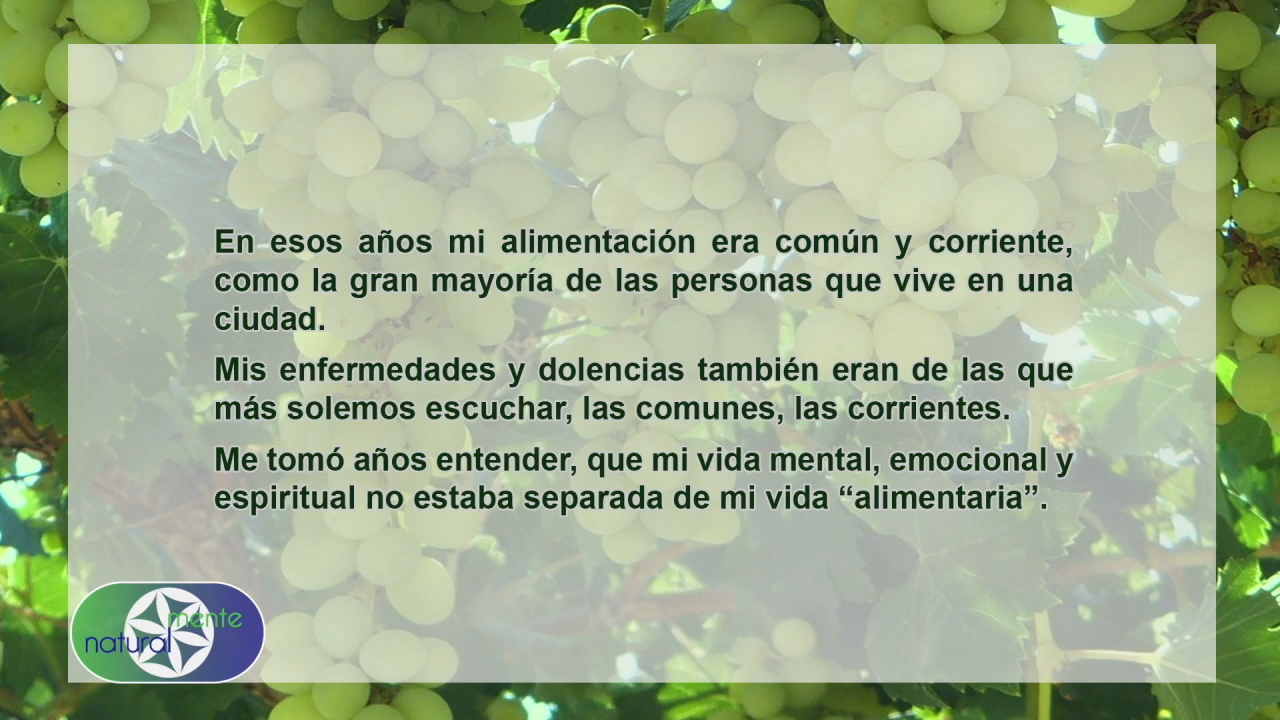 En esos años mi alimentación era común y corriente,
como la gran mayoría de las personas que vive en una
ciudad.
Mis enfermedades y dolencias también eran de las que
más solemos escuchar, las comunes, las corrientes.
Me tomó años entender, que mi vida mental, emocional y
espiritual no estaba separada de mi vida “alimentaria”.
natural
mente